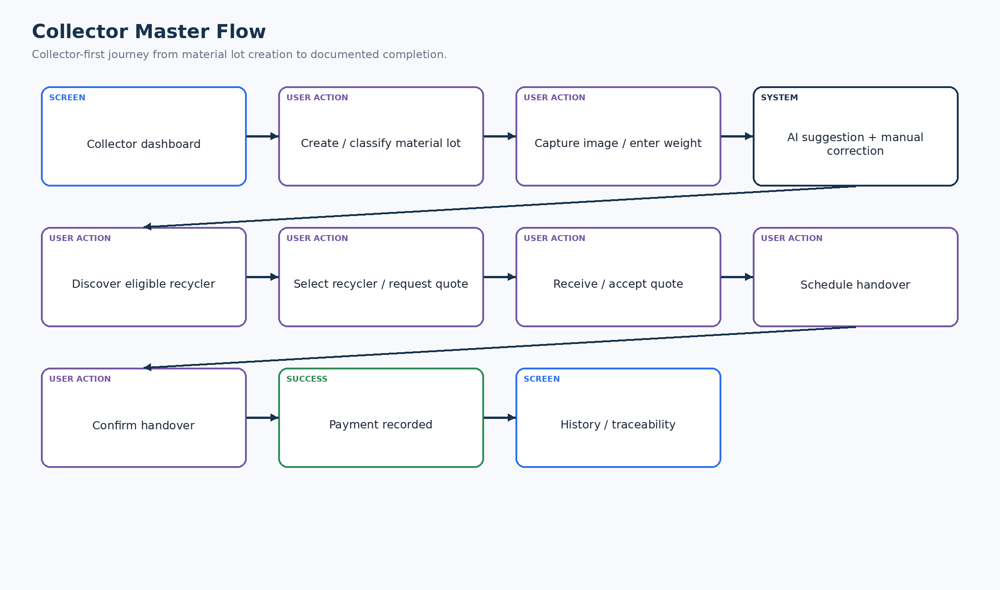 Collector Master Flow
Collector-first journey from material lot creation to documented completion.
SCREEN
Collector dashboard
USER ACTION
Create / classify material lot
USER ACTION
Capture image / enter weight
SYSTEM
AI suggestion + manual
correction
USER ACTION
Discover eligible recycler
USER ACTION
Select recycler / request quote
USER ACTION
Receive / accept quote
USER ACTION
Schedule handover
USER ACTION
Confirm handover
SUCCESS
Payment recorded
SCREEN
History / traceability